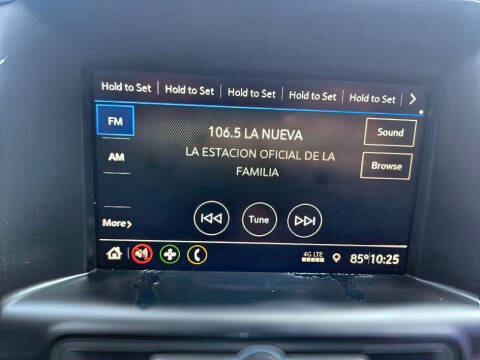 Hold to Set Hold to Set Hold to Set Hold to Set Hold to Set
FM
106.5 LA NUEVA
Sound
AM
LA ESTACION OFICIAL DE LA
FAMILIA
Browse
More
Tune
4G LTE
85° 10:25